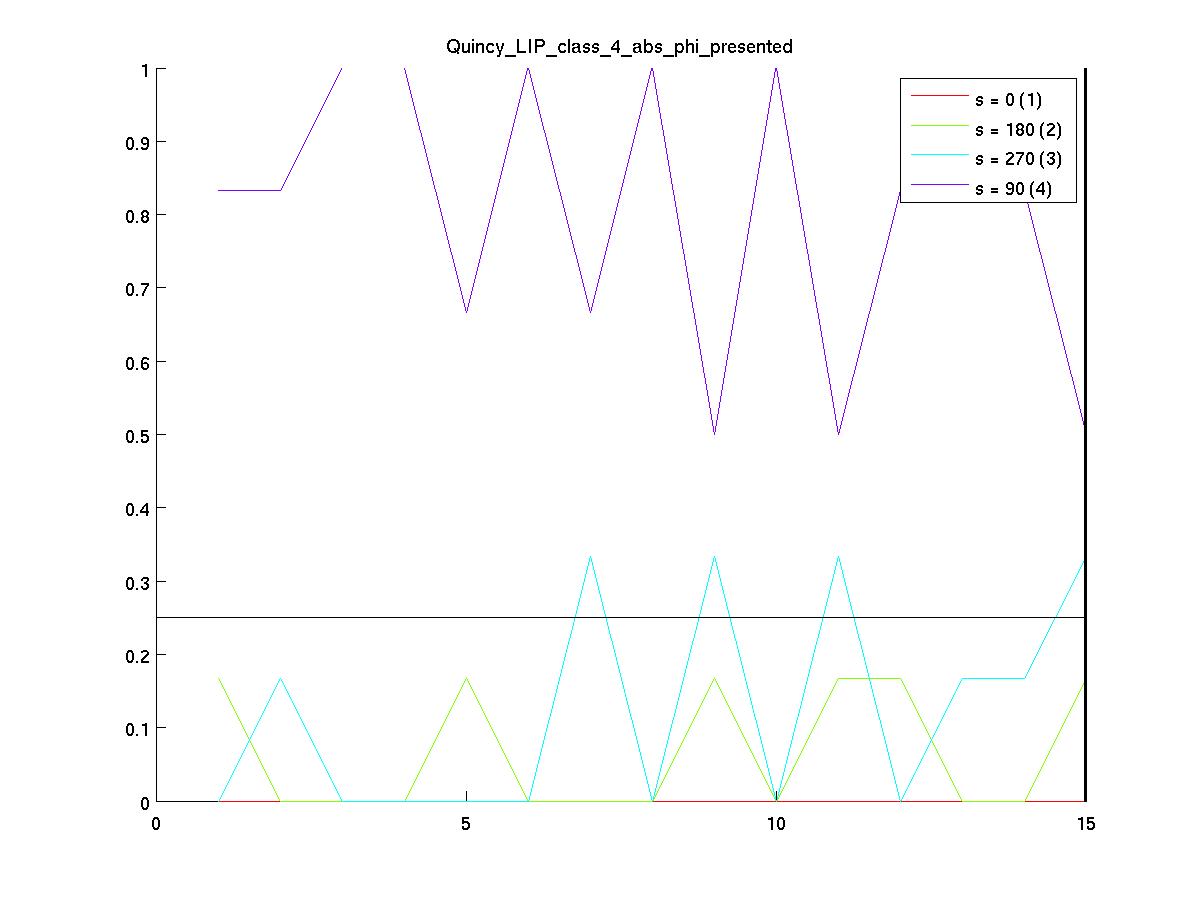 Quincy_LIP_class_4_abs_phi_presented
1
0.9
0.8
0.7
0.6
0.5
0.4
0.3
0.2
0.1
0
0 5 10 15
s = 0 (1)
s = 180 (2)
s = 270 (3)
s = 90 (4)